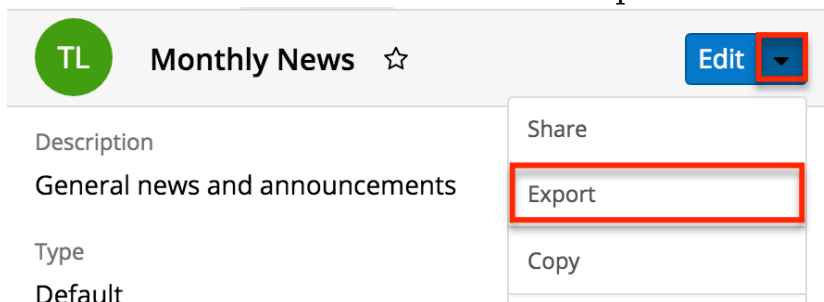 TL Monthly News Edit
Share
Description
General news and announcements
Export
Type
Copy
Default